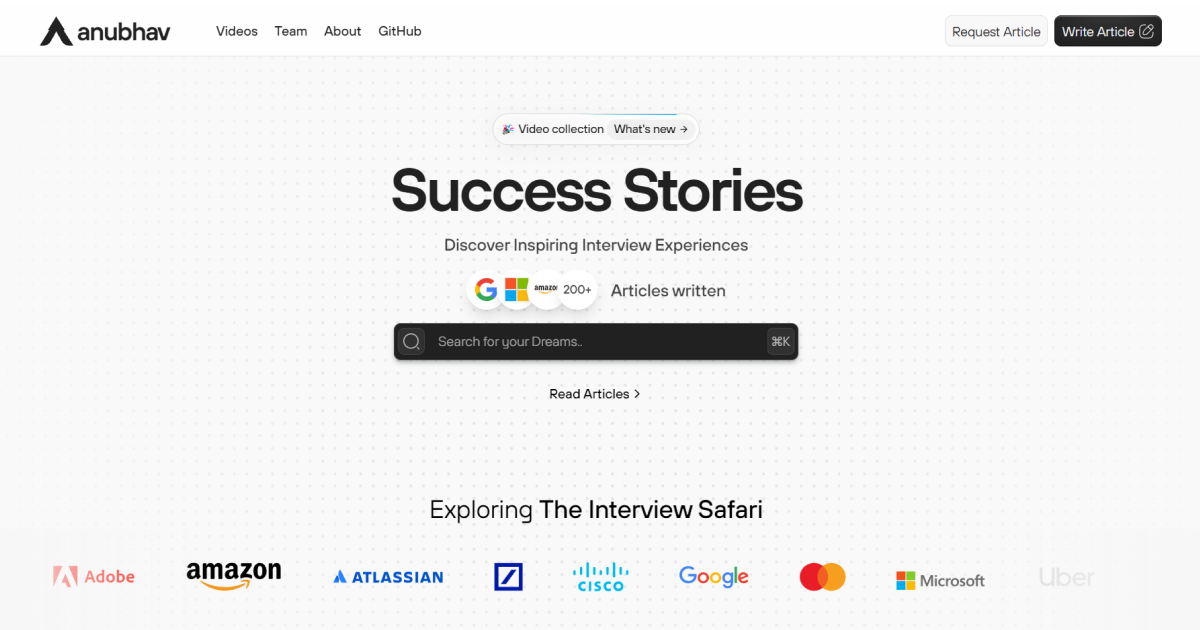 anubhav Videos Team About GitHub Request Article Write Article
🎉 Video collection What's new →
Success Stories
Discover Inspiring Interview Experiences
amazon 200+ Articles written
Search for your Dreams.. ⌘K
Read Articles >
Exploring The Interview Safari
Adobe amazon ATLASSIAN CISCO Google Microsoft Uber